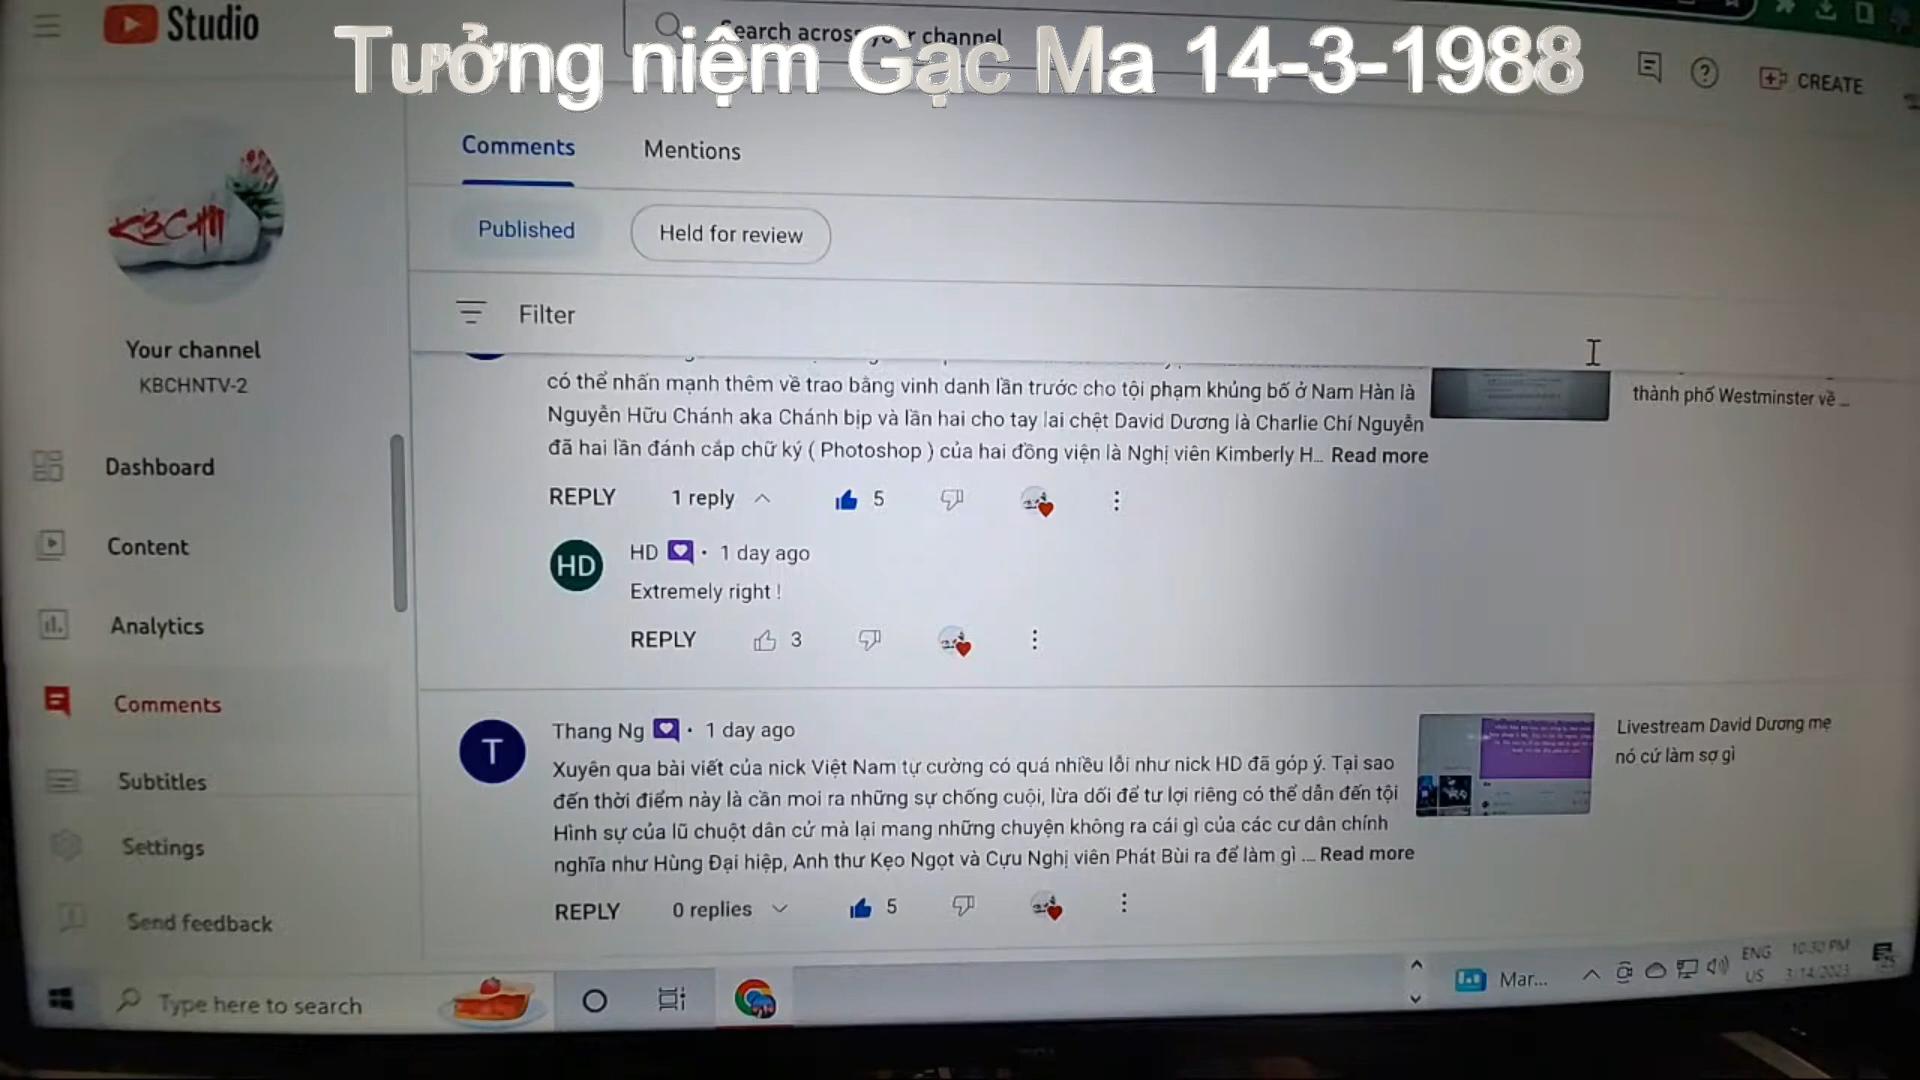 Studio
Search across your channel
Tưởng niệm Gạc Ma 14-3-1988
CREATE
Comments
Mentions
Published
Held for review
KBCHN
Filter
Your channel
KBCHNTV-2
có thể nhấn mạnh thêm về trao bằng vinh danh lần trước cho tội phạm khủng bố ở Nam Hàn là
Nguyễn Hữu Chánh aka Chánh bịp và lần hai cho tay lai chệt David Dương là Charlie Chí Nguyễn
đã hai lần đánh cắp chữ ký ( Photoshop ) của hai đồng viện là Nghị viên Kimberly H... Read more
thành phố Westminster về ...
REPLY 1 reply 5
HD
HD • 1 day ago
Extremely right !
REPLY 3
Dashboard
Content
Analytics
Comments
Subtitles
Settings
Send feedback
T
Thang Ng • 1 day ago
Xuyên qua bài viết của nick Việt Nam tự cường có quá nhiều lỗi như nick HD đã góp ý. Tại sao
đến thời điểm này là cần moi ra những sự chống cuội, lừa dối để tư lợi riêng có thể dẫn đến tội
Hình sự của lũ chuột dân cử mà lại mang những chuyện không ra cái gì của các cư dân chính
nghĩa như Hùng Đại hiệp, Anh thư Kẹo Ngọt và Cựu Nghị viên Phát Bùi ra để làm gì ... Read more
Livestream David Dương mẹ
nó cứ làm sợ gì
REPLY 0 replies 5
Type here to search
Mar...
ENG
US
10:30 PM
3/14/2023